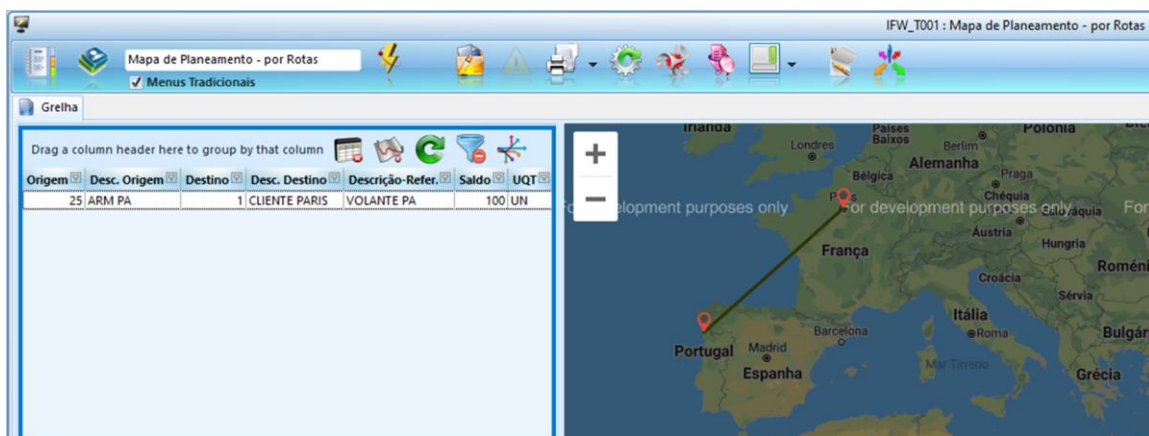 IFW_T001 : Mapa de Planeamento - por Rotas
Mapa de Planeamento - por Rotas
Menus Tradicionais
Grelha
Drag a column header here to group by that column
Origem Desc. Origem Destino Desc. Destino Descrição-Refer. Saldo UQT
25 ARM PA 1 CLIENTE PARIS VOLANTE PA 100 UN
Irlanda
Londres
Países
Baixos
Berlim
Polónia
Alemanha
Bélgica
Praga
Chéquia
For development purposes only
For
Áustria
Hungria
França
Croácia
Roméni
Sérvia
Itália
Roma
Bulgár
Barcelona
Portugal
Madrid
Espanha
Mar Tirreno
Grécia